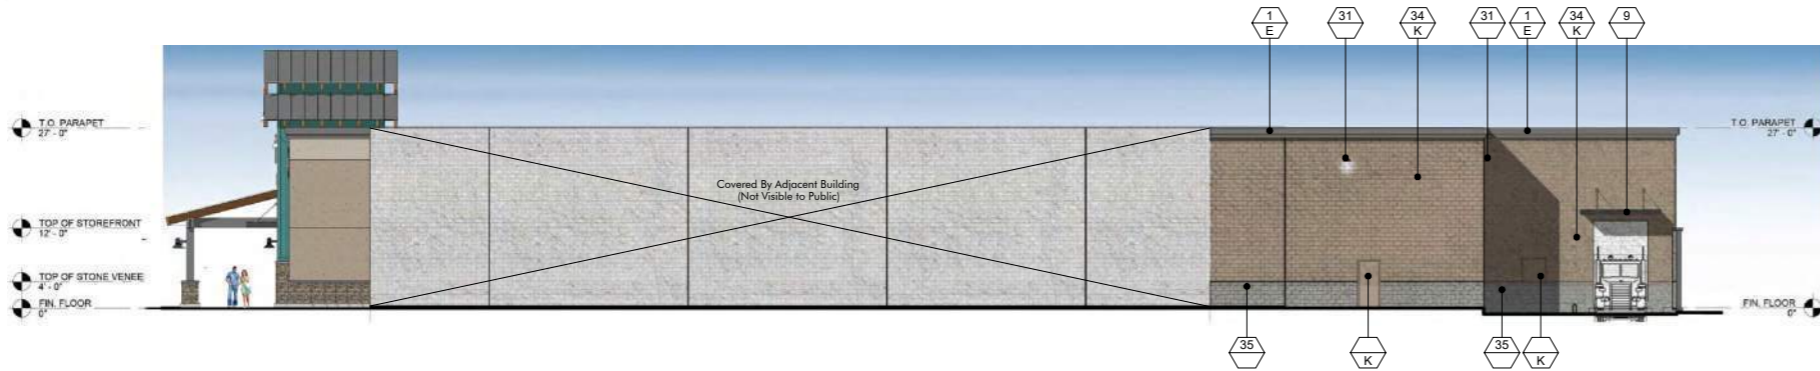 1
E
31
34
K
31
1
E
34
K
9
T.O. PARAPET
27' - 0"
T.O. PARAPET
27' - 0"
Covered By Adjacent Building
(Not Visible to Public)
TOP OF STOREFRONT
12' - 0"
TOP OF STONE VENEE
4' - 0"
FIN. FLOOR
0"
FIN. FLOOR
0"
35
K
35
K